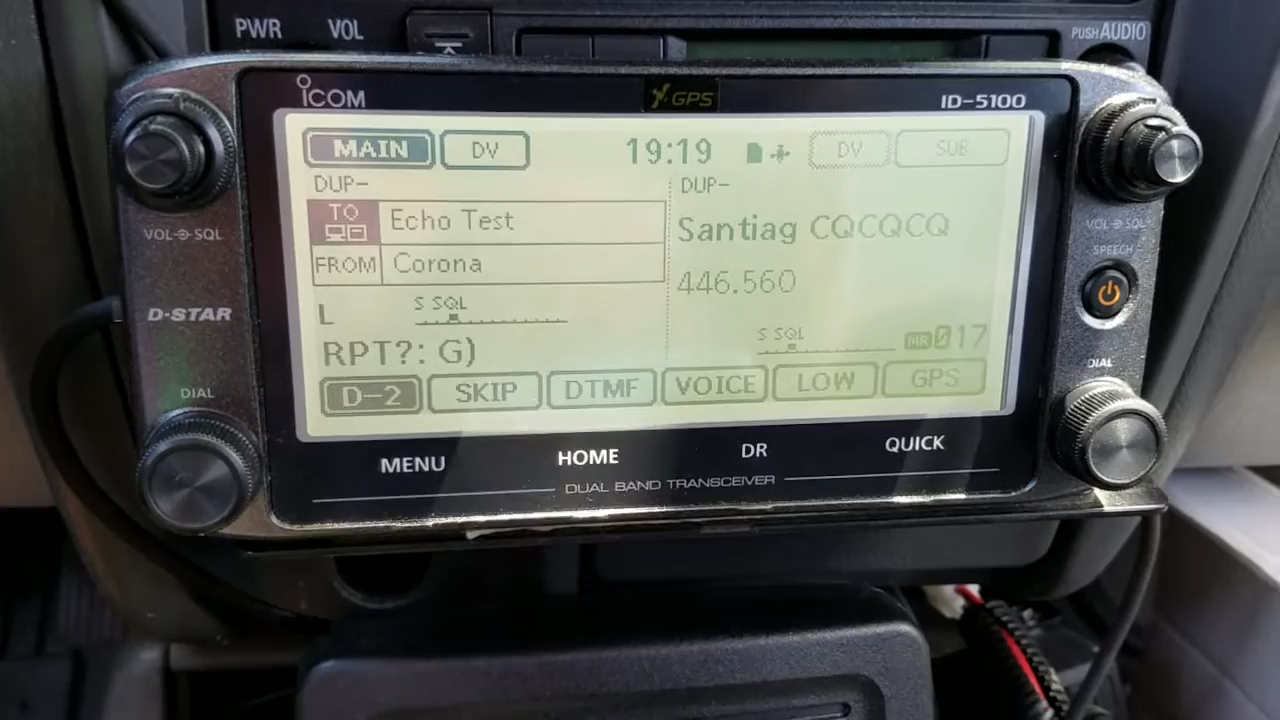 PWR VOL
PUSH AUDIO
ICOM
GPS
ID-5100
MAIN DV 19:19 DV SUB
DUP-
TO Echo Test
FROM Corona
L
S SQL
RPT?: G)
DUP-
Santiag CQCQCQ
446.560
S SQL
MR 017
D-2 SKIP DTMF VOICE LOW GPS
MENU HOME DR QUICK
DUAL BAND TRANSCEIVER
VOL SQL
D-STAR
DIAL
VOL SQL
SPEECH
DIAL